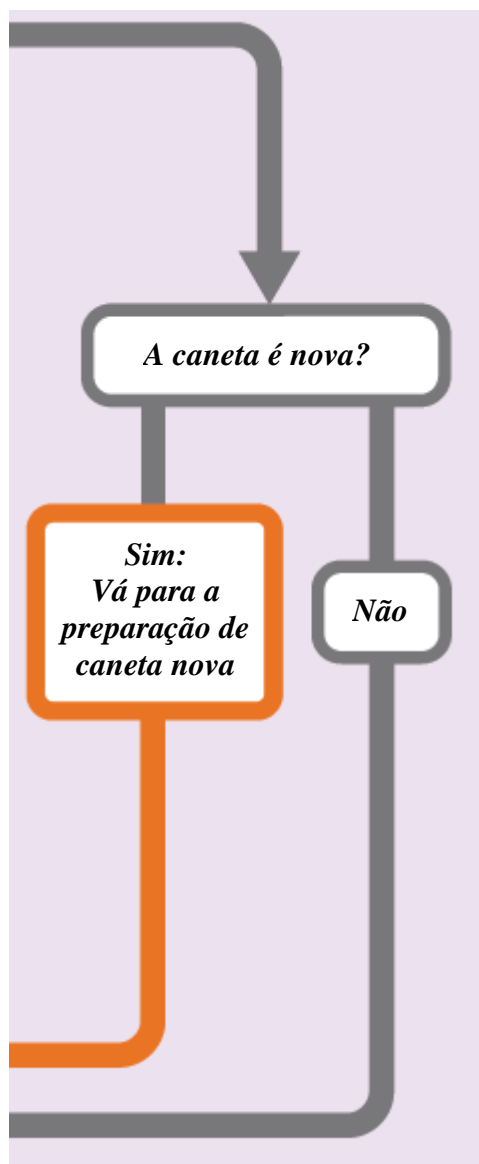 A caneta é nova?
Sim:
Vá para a
preparação de
caneta nova
Não